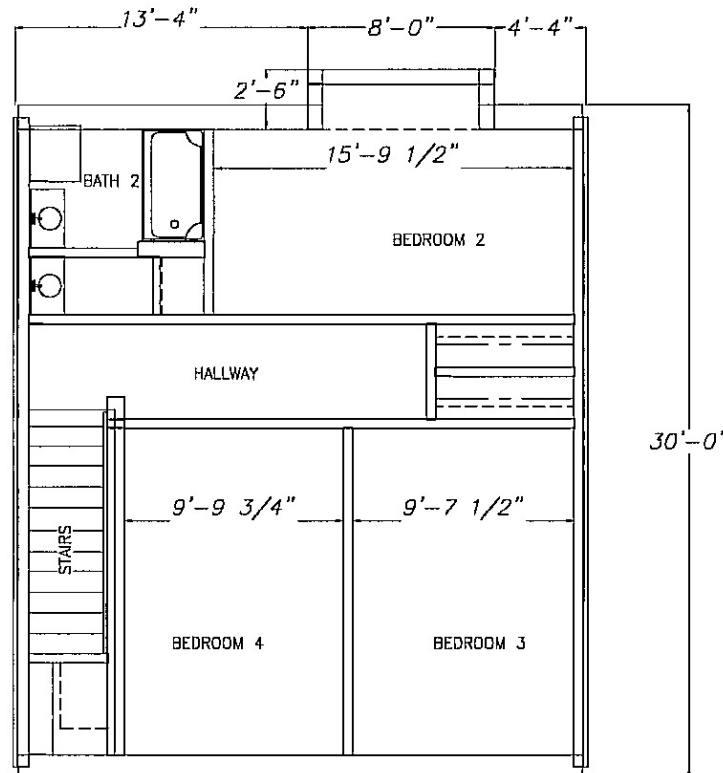 13'-4" 8'-0" 4'-4"
2'-6"
15'-9 1/2"
BATH 2
BEDROOM 2
HALLWAY
30'-0"
9'-9 3/4" 9'-7 1/2"
STAIRS
BEDROOM 4 BEDROOM 3